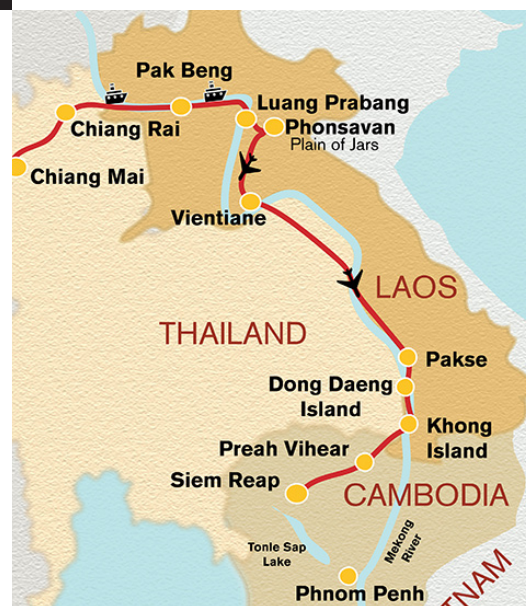 Pak Beng
Luang Prabang
Chiang Rai
Phonsavan
Plain of Jars
Chiang Mai
Vientiane
LAOS
THAILAND
Pakse
Dong Daeng
Island
Khong
Island
Preah Vihear
Siem Reap
CAMBODIA
Tonle Sap
Lake
Mekong
River
Phnom Penh
TNAM